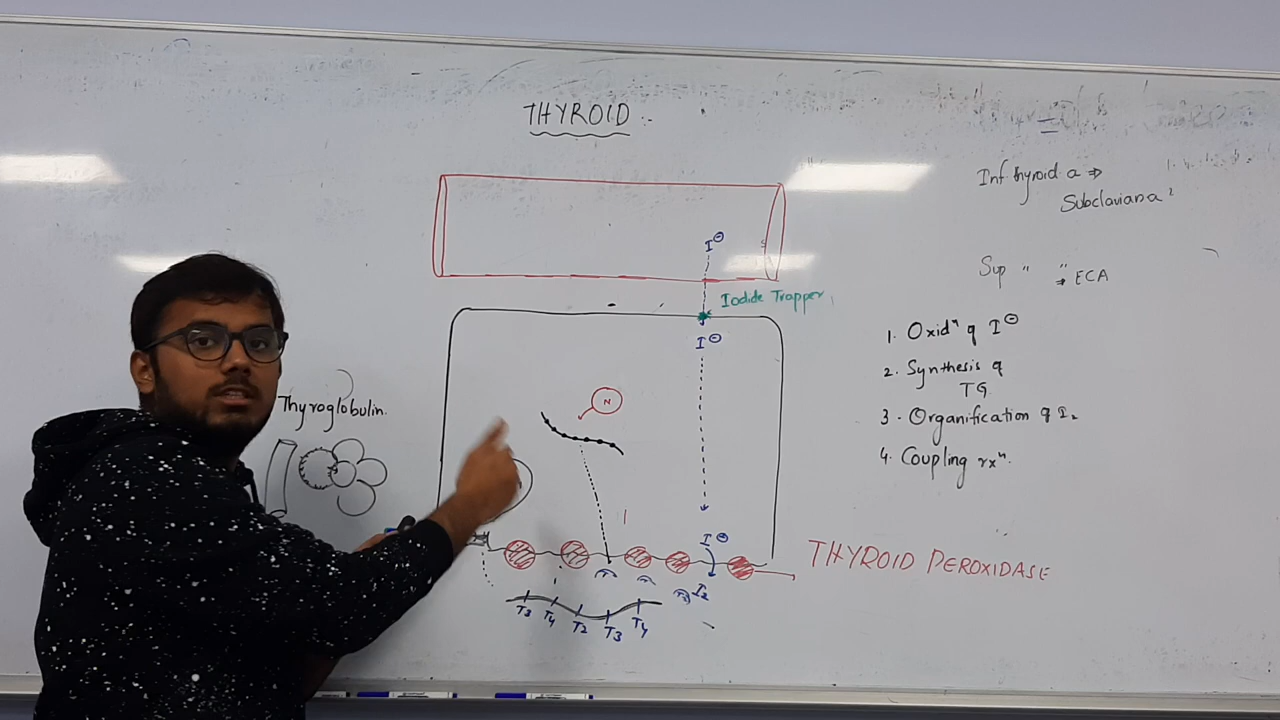 THYROID :-
Inf thyroid a ⇒
Subclavian a
Sup " " ⇒ ECA
I⊖
Iodide Trapper
I⊖
1. Oxidⁿ of I⊖
2. Synthesis of
TG
3. Organification of I₂
4. Coupling rxⁿ.
Thyroglobulin.
N
I⊖
I₂
THYROID PEROXIDASE
T3 T4 T2 T3 T4